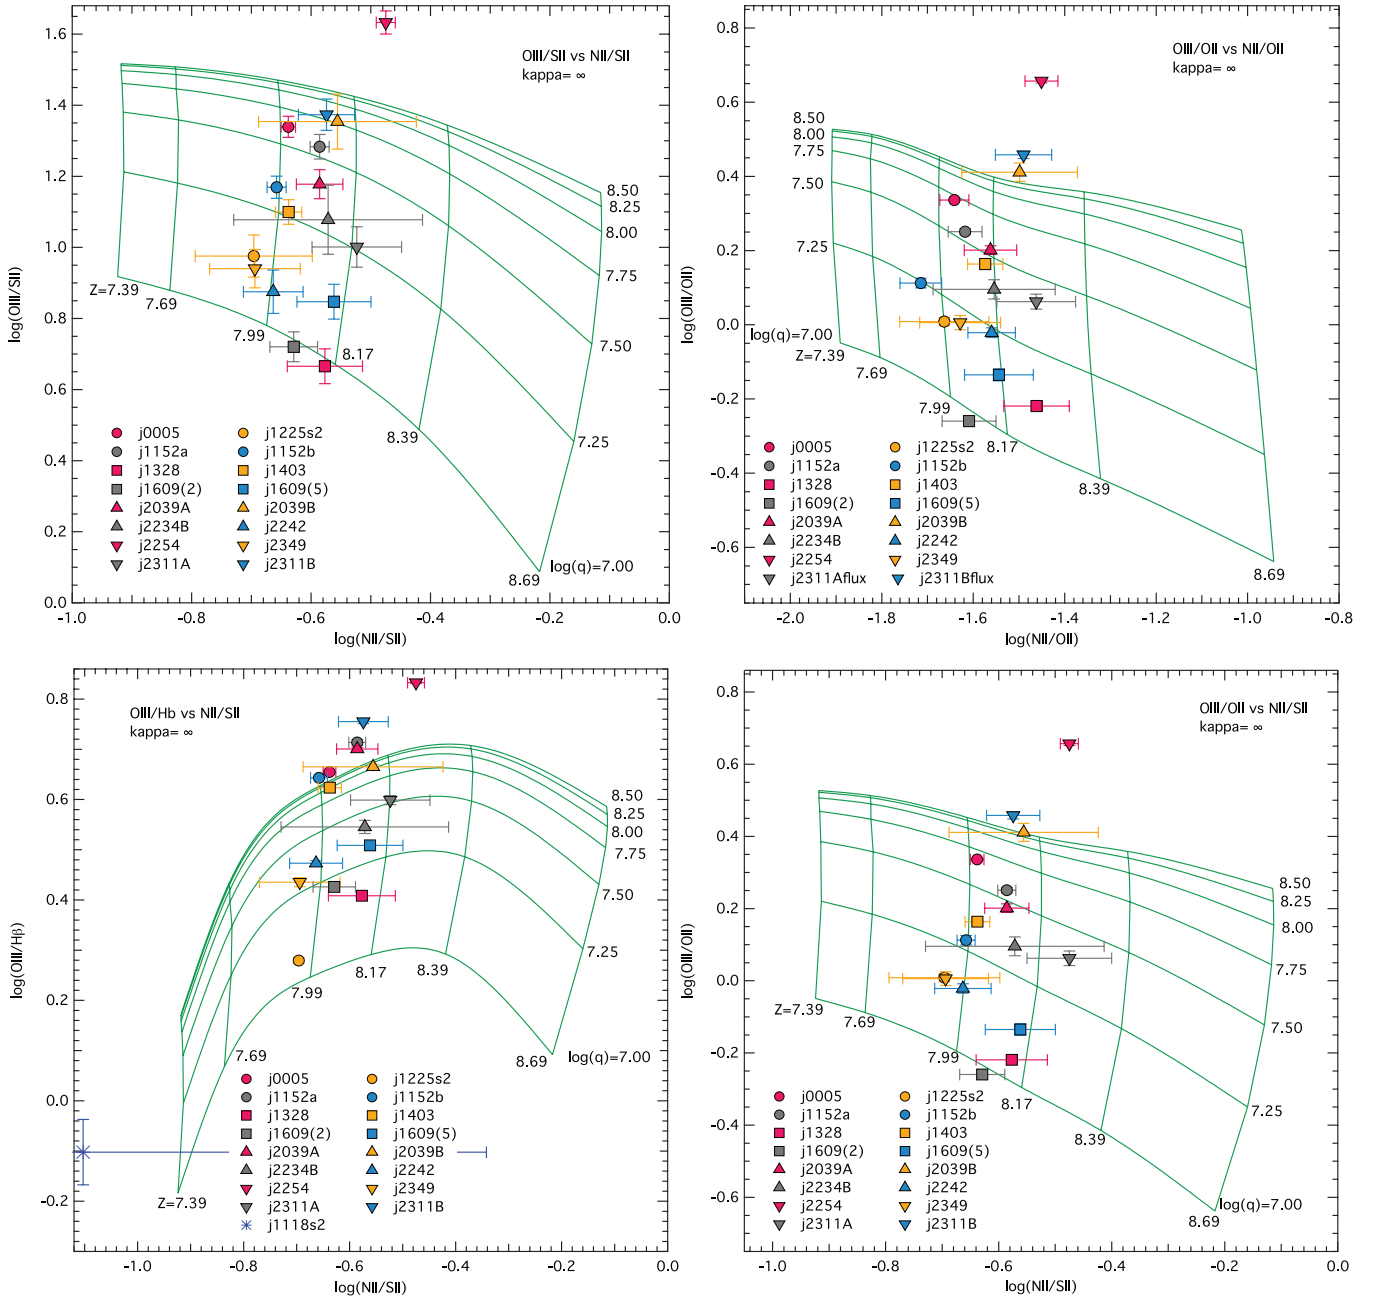 OIII/SII vs NII/SII
kappa= ∞
log(OIII/SII)
1.6
1.4
1.2
1.0
0.8
0.6
0.4
0.2
0.0
8.50
8.25
8.00
7.75
7.50
7.25
log(q)=7.00
Z=7.39
7.69
7.99
8.17
8.39
8.69
j0005
j1225s2
j1152a
j1152b
j1328
j1403
j1609(2)
j1609(5)
j2039A
j2039B
j2234B
j2242
j2254
j2349
j2311A
j2311B
-1.0
-0.8
-0.6
-0.4
-0.2
0.0
log(NII/SII)
OIII/OII vs NII/OII
kappa= ∞
log(OIII/OII)
0.8
0.6
0.4
0.2
0.0
-0.2
-0.4
-0.6
8.50
8.00
7.75
7.50
7.25
log(q)=7.00
Z=7.39
7.69
7.99
8.17
8.39
8.69
j0005
j1225s2
j1152a
j1152b
j1328
j1403
j1609(2)
j1609(5)
j2039A
j2039B
j2234B
j2242
j2254
j2349
j2311Aflux
j2311Bflux
-2.0
-1.8
-1.6
-1.4
-1.2
-1.0
-0.8
log(NII/OII)
OIII/Hb vs NII/SII
kappa= ∞
log(OIII/Hβ)
0.8
0.6
0.4
0.2
0.0
-0.2
8.50
8.25
8.00
7.75
7.50
7.25
log(q)=7.00
Z=7.39
7.69
7.99
8.17
8.39
8.69
j0005
j1225s2
j1152a
j1152b
j1328
j1403
j1609(2)
j1609(5)
j2039A
j2039B
j2234B
j2242
j2254
j2349
j2311A
j2311B
j1118s2
-1.0
-0.8
-0.6
-0.4
-0.2
0.0
log(NII/SII)
OIII/OII vs NII/SII
kappa= ∞
log(OIII/OII)
0.8
0.6
0.4
0.2
0.0
-0.2
-0.4
-0.6
8.50
8.25
8.00
7.75
7.50
7.25
log(q)=7.00
Z=7.39
7.69
7.99
8.17
8.39
8.69
j0005
j1225s2
j1152a
j1152b
j1328
j1403
j1609(2)
j1609(5)
j2039A
j2039B
j2234B
j2242
j2254
j2349
j2311A
j2311B
-1.0
-0.8
-0.6
-0.4
-0.2
0.0
log(NII/SII)